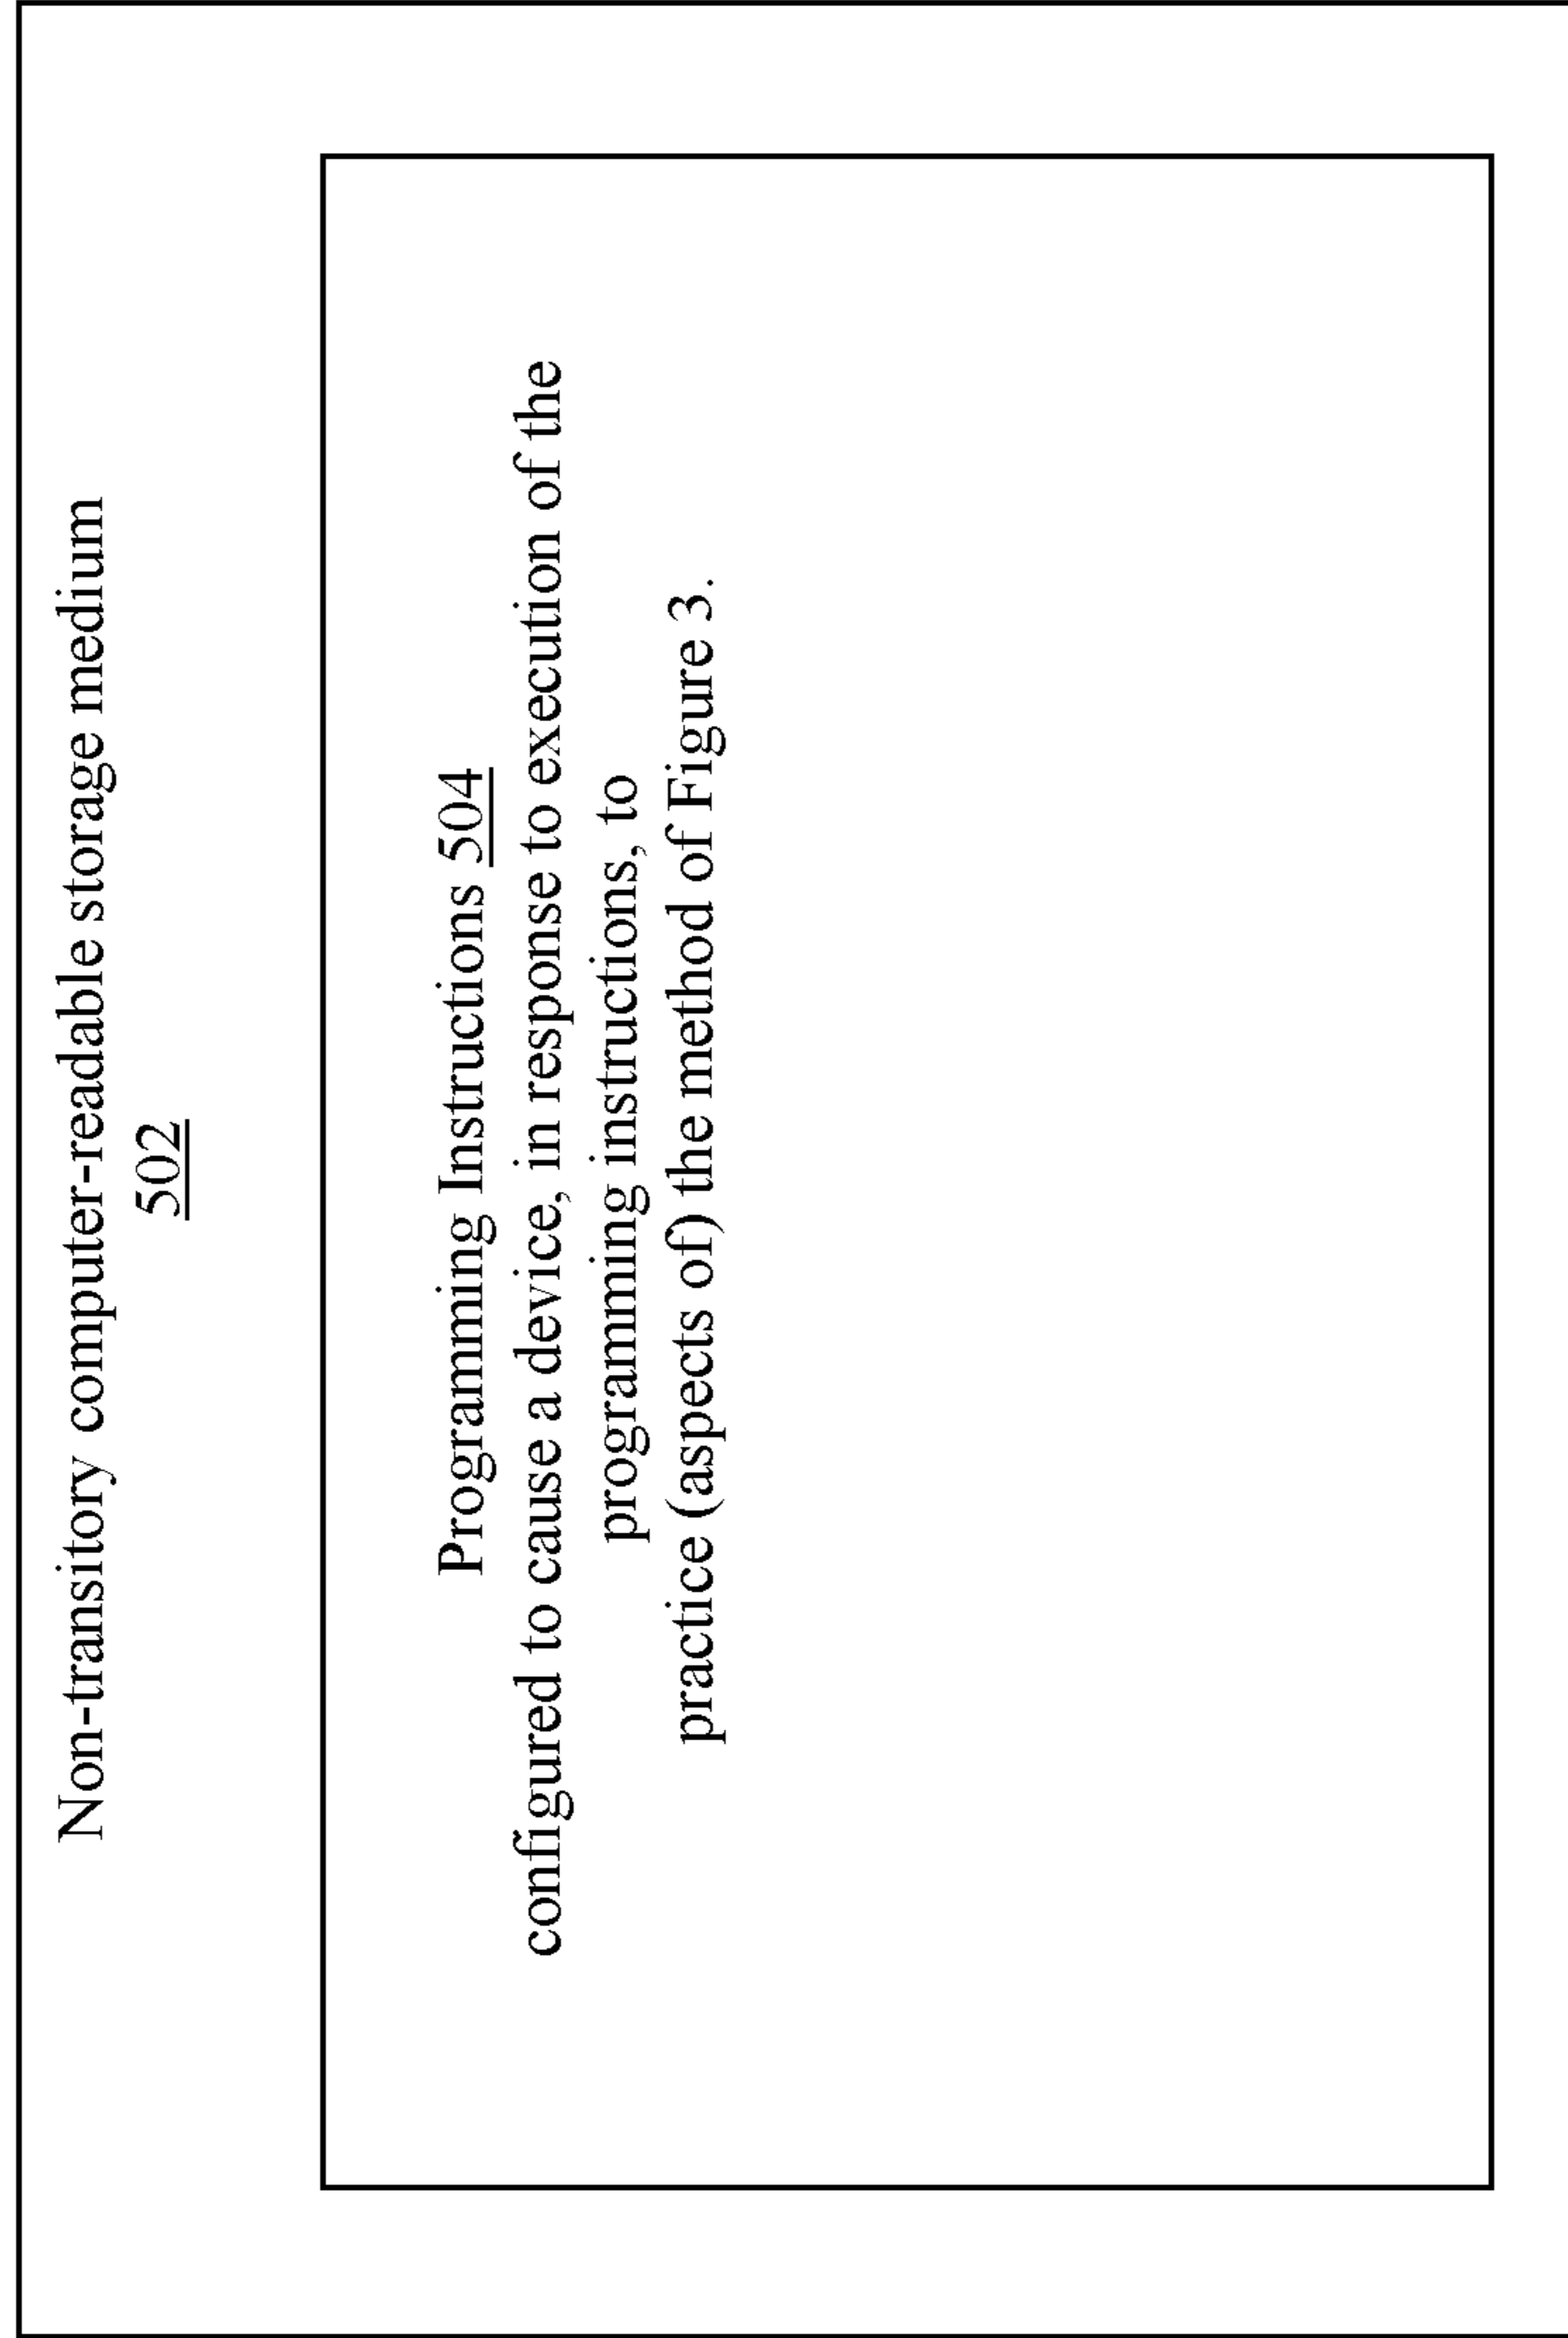 Non-transitory computer-readable storage medium
502
Programming Instructions 504
configured to cause a device, in response to execution of the
programming instructions, to
practice (aspects of) the method of Figure 3.